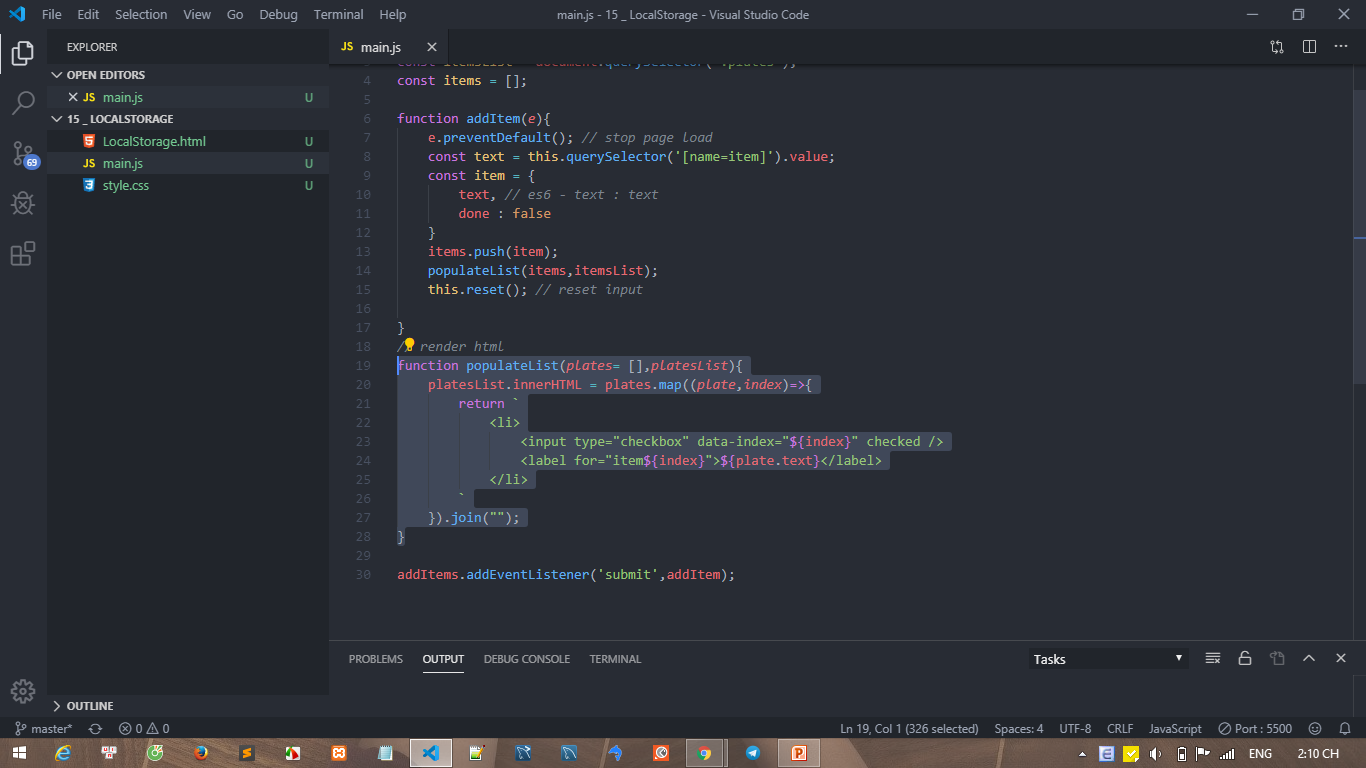 File Edit Selection View Go Debug Terminal Help
main.js - 15 _ LocalStorage - Visual Studio Code
EXPLORER
OPEN EDITORS
JS main.js U
15 _ LOCALSTORAGE
LocalStorage.html U
JS main.js U
style.css U
69
OUTLINE
JS main.js
4 const items = [];
5
6 function addItem(e){
7 e.preventDefault(); // stop page load
8 const text = this.querySelector('[name=item]').value;
9 const item = {
10 text, // es6 - text : text
11 done : false
12 }
13 items.push(item);
14 populateList(items,itemsList);
15 this.reset(); // reset input
16
17 }
18 // render html
19 function populateList(plates= [],platesList){
20 platesList.innerHTML = plates.map((plate,index)=>{
21 return `
22 <li>
23 <input type="checkbox" data-index="${index}" checked />
24 <label for="item${index}">${plate.text}</label>
25 </li>
26 `
27 }).join("");
28 }
29
30 addItems.addEventListener('submit',addItem);
PROBLEMS OUTPUT DEBUG CONSOLE TERMINAL
Tasks
master* 0 0
Ln 19, Col 1 (326 selected) Spaces: 4 UTF-8 CRLF JavaScript Port : 5500
ENG 2:10 CH